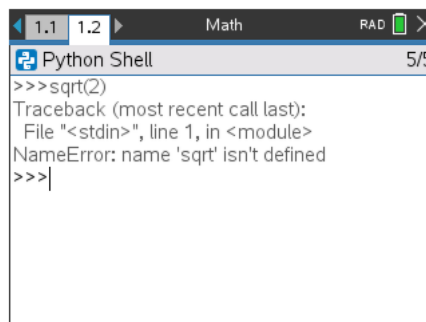 1.1 1.2 Math RAD
Python Shell 5/5
>>>sqrt(2)
Traceback (most recent call last):
File "<stdin>", line 1, in <module>
NameError: name 'sqrt' isn't defined
>>>